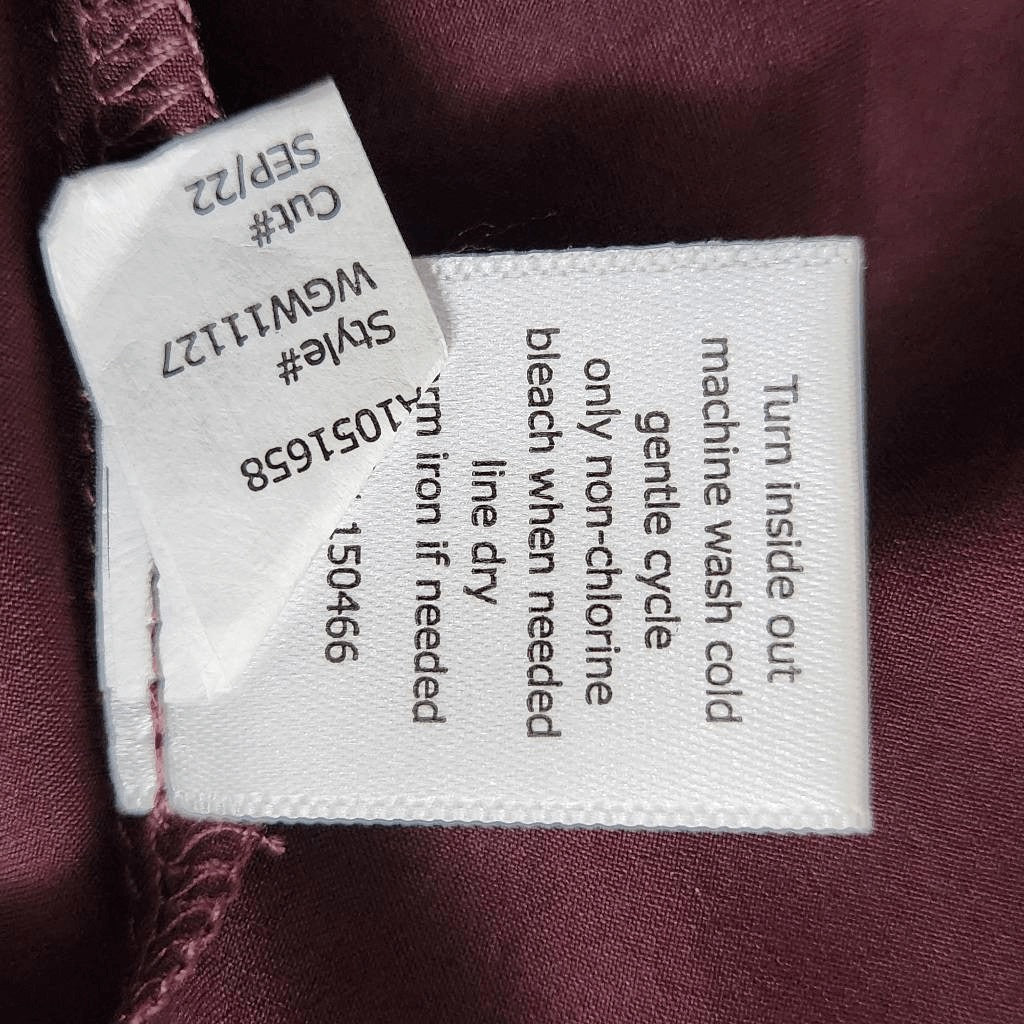 Turn inside out
machine wash cold
gentle cycle
only non-chlorine
bleach when needed
line dry
iron if needed
150466
A1051658
Style#
WGW11127
Cut#
SEP/22